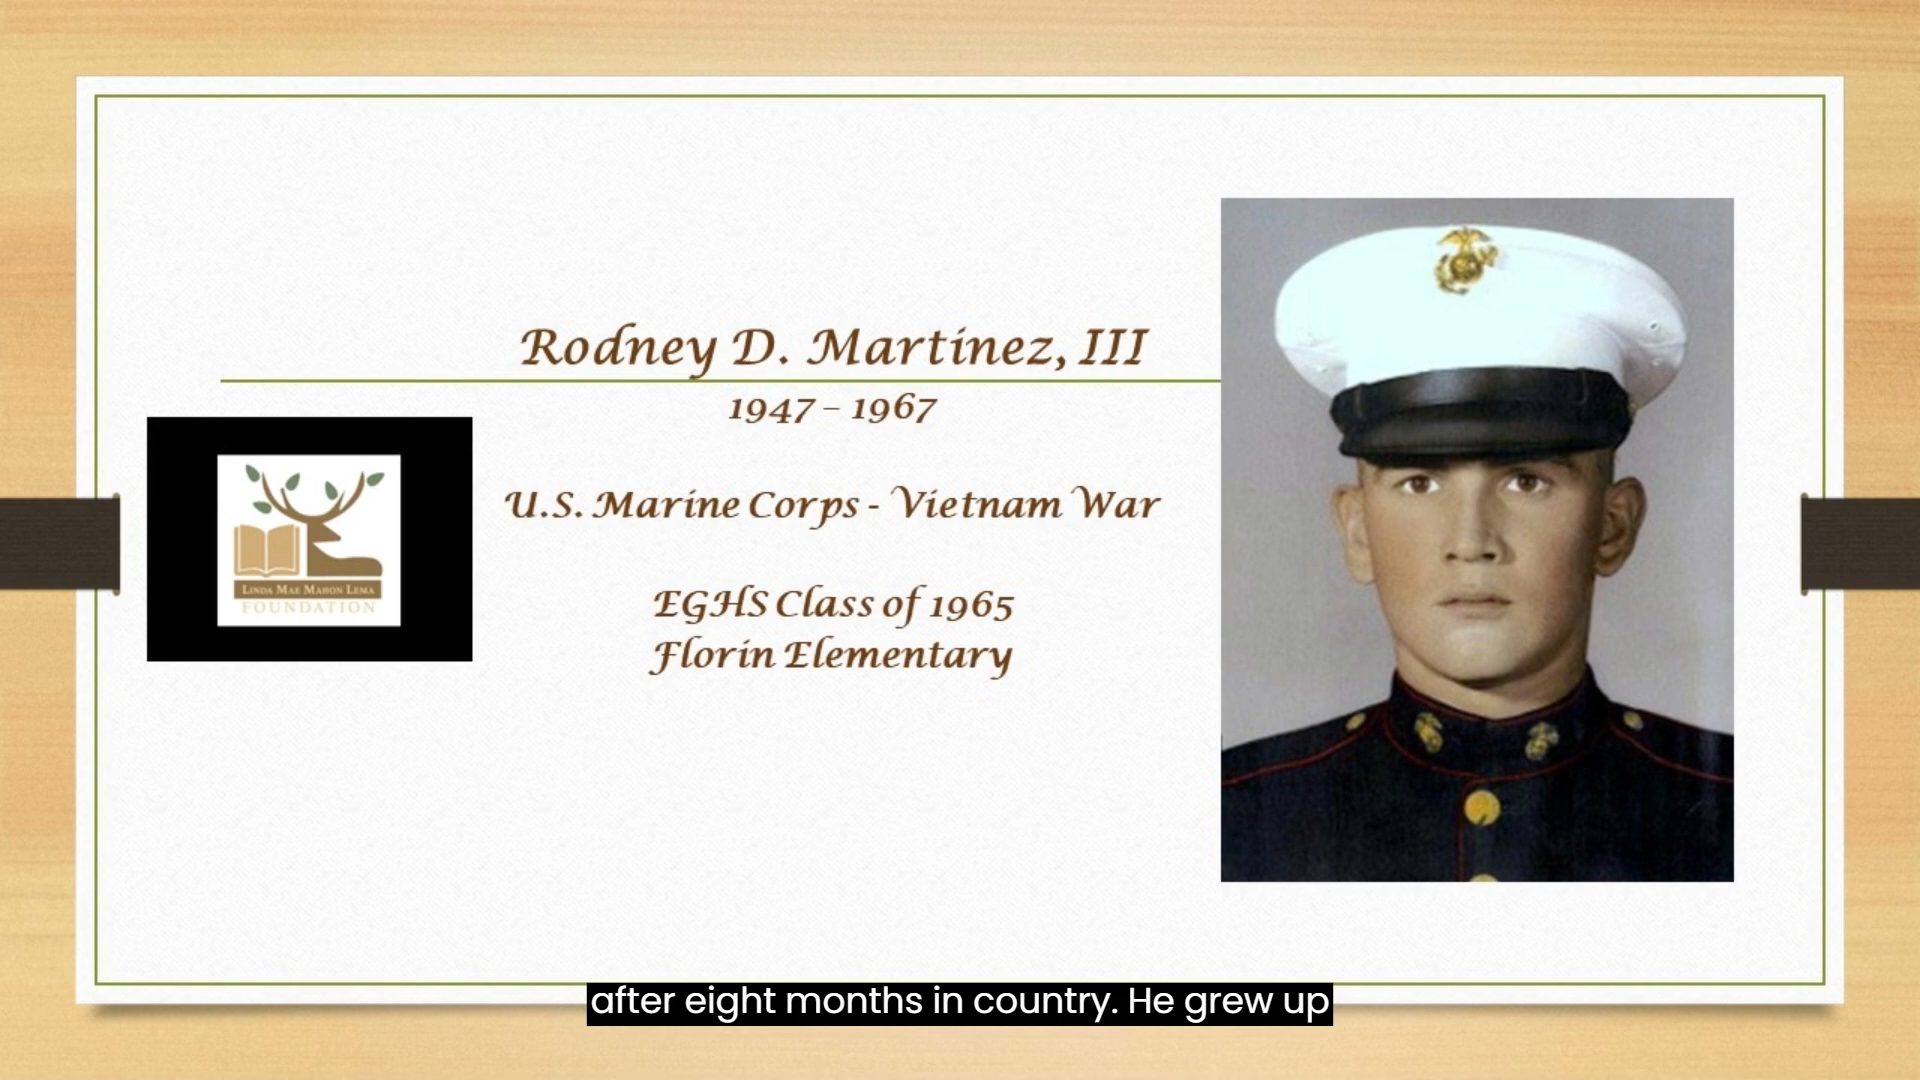 Rodney D. Martinez, III
1947 – 1967
U.S. Marine Corps - Vietnam War
EGHS Class of 1965
Florin Elementary
LINDA MAE MAHON LEMA
FOUNDATION
after eight months in country. He grew up